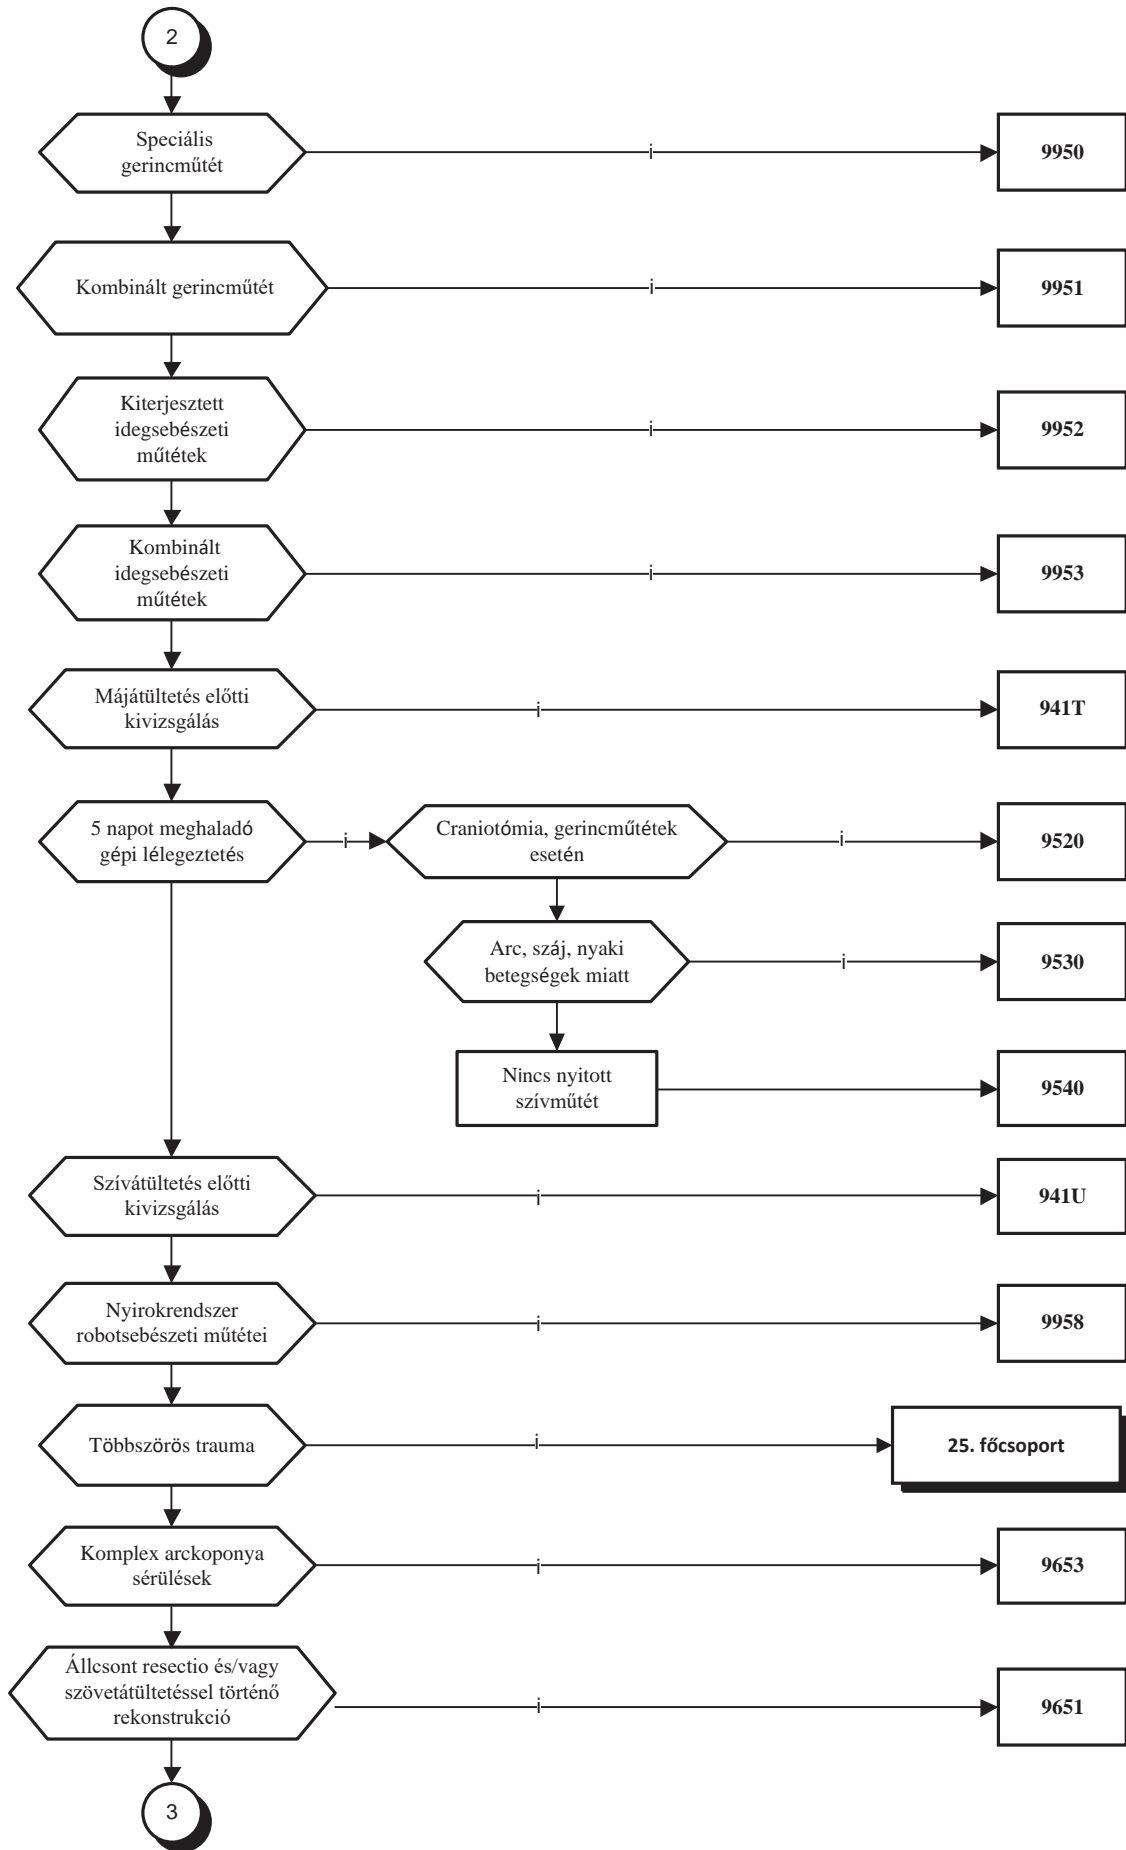 2
Speciális
gerincműtét
i
9950
Kombinált gerincműtét
i
9951
Kiterjesztett
idegsebészeti
műtétek
i
9952
Kombinált
idegsebészeti
műtétek
i
9953
Májátültetés előtti
kivizsgálás
i
941T
5 napot meghaladó
gépi lélegeztetés
i
Craniotómia, gerincműtétek
esetén
i
9520
Arc, száj, nyaki
betegségek miatt
i
9530
Nincs nyitott
szívműtét
9540
Szívátültetés előtti
kivizsgálás
i
941U
Nyirokrendszer
robotsebészeti műtétei
i
9958
Többszörös trauma
i
25. főcsoport
Komplex arckoponya
sérülések
i
9653
Állcsont resectio és/vagy
szövetátültetéssel történő
rekonstrukció
i
9651
3